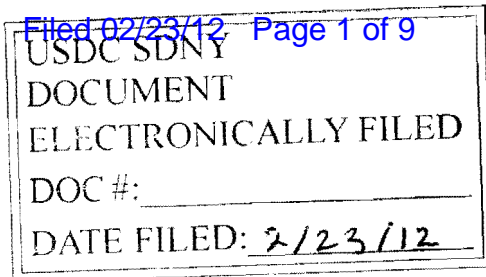 Filed 02/23/12 Page 1 of 9
USDC SDNY
DOCUMENT
ELECTRONICALLY FILED
DOC #:
DATE FILED: 2/23/12